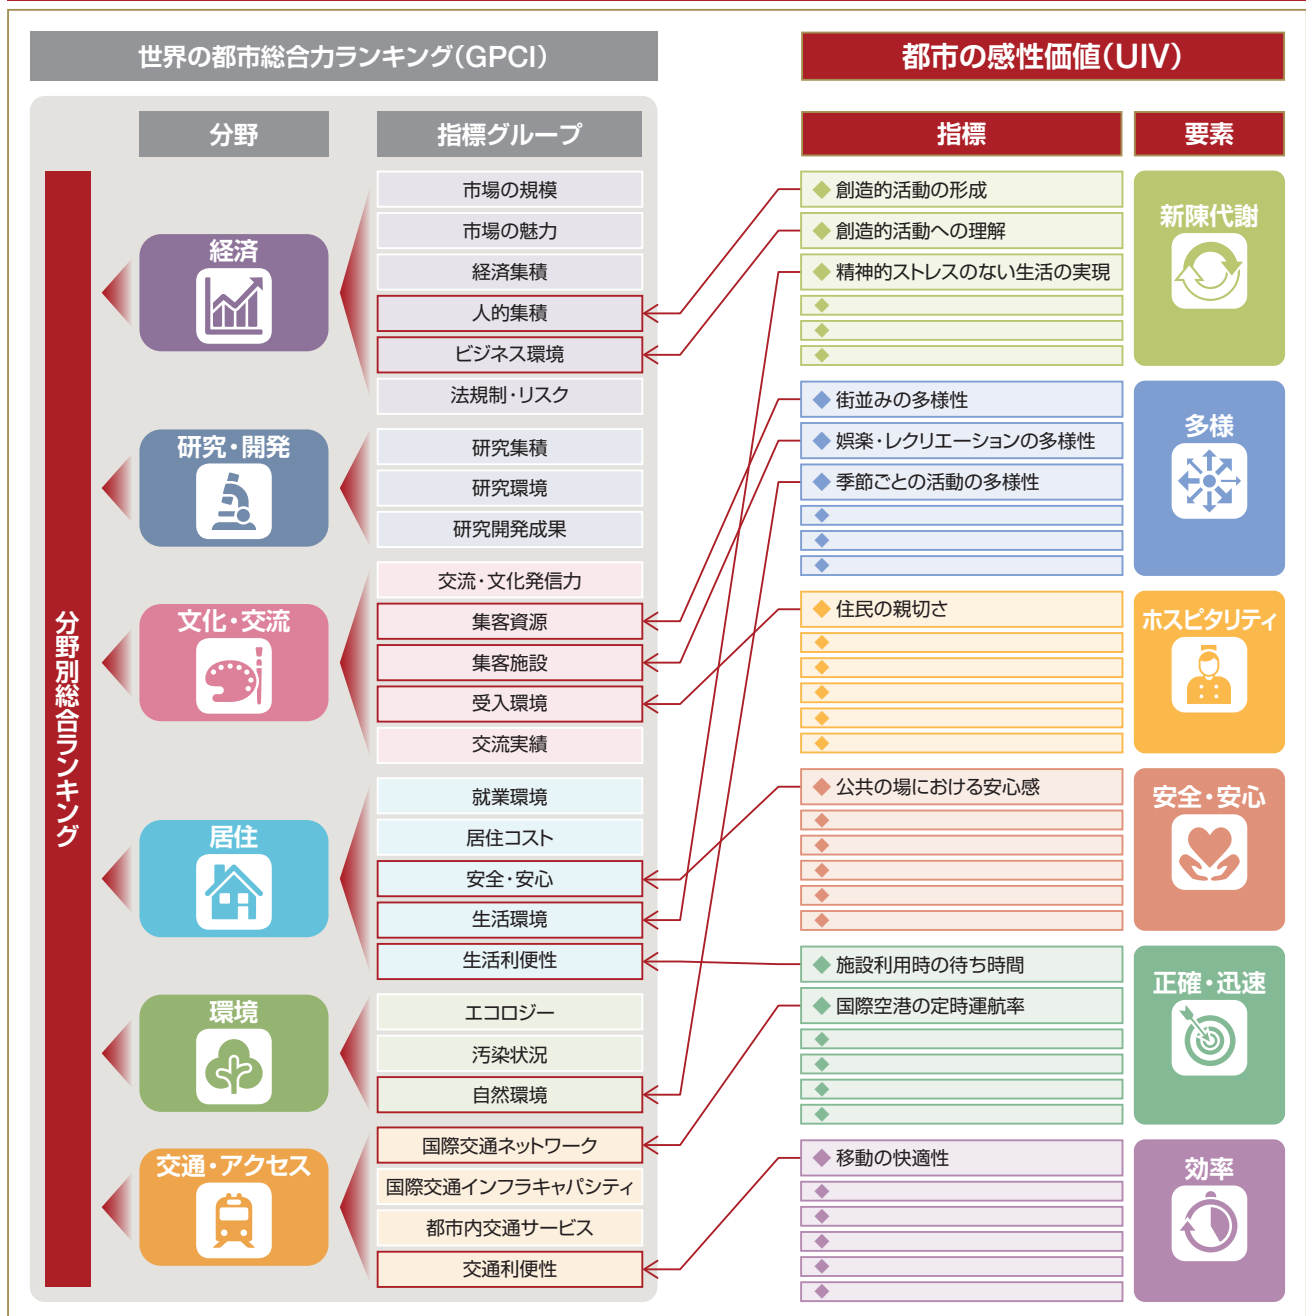 世界の都市総合力ランキング(GPCI)
都市の感性価値(UIV)
分野
指標グループ
指標
要素
分野別総合ランキング
経済
市場の規模
市場の魅力
経済集積
人的集積
ビジネス環境
法規制・リスク
研究・開発
研究集積
研究環境
研究開発成果
文化・交流
交流・文化発信力
集客資源
集客施設
受入環境
交流実績
居住
就業環境
居住コスト
安全・安心
生活環境
生活利便性
環境
エコロジー
汚染状況
自然環境
交通・アクセス
国際交通ネットワーク
国際交通インフラキャパシティ
都市内交通サービス
交通利便性
◆創造的活動の形成
◆創造的活動への理解
◆精神的ストレスのない生活の実現
新陳代謝
◆街並みの多様性
◆娯楽・レクリエーションの多様性
◆季節ごとの活動の多様性
多様
◆住民の親切さ
ホスピタリティ
◆公共の場における安心感
安全・安心
◆施設利用時の待ち時間
◆国際空港の定時運航率
正確・迅速
◆移動の快適性
効率